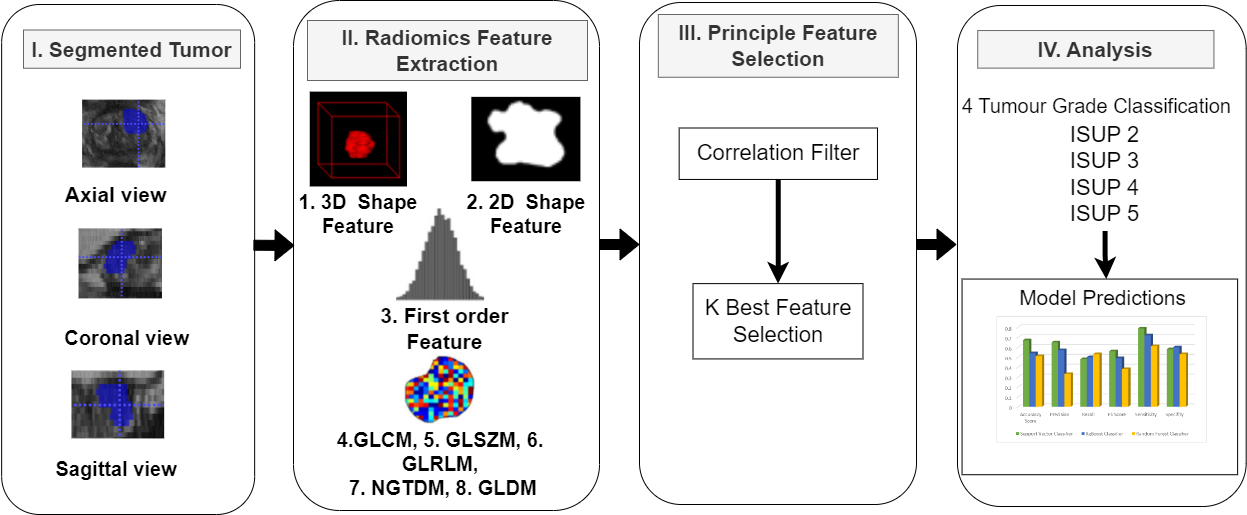 I. Segmented Tumor
Axial view
Coronal view
Sagittal view
II. Radiomics Feature
Extraction
1. 3D Shape
Feature
2. 2D Shape
Feature
3. First order
Feature
4.GLCM, 5. GLSZM, 6.
GLRLM,
7. NGTDM, 8. GLDM
III. Principle Feature
Selection
Correlation Filter
K Best Feature
Selection
IV. Analysis
4 Tumour Grade Classification
ISUP 2
ISUP 3
ISUP 4
ISUP 5
Model Predictions
0.8
0.7
0.6
0.5
0.4
0.3
0.2
0.1
0
Accuracy
Score
Precision
Recall
F1 Score
Sensitivity
Specifity
Support Vector Classifier
XGBoost Classifier
Random Forest Classifier